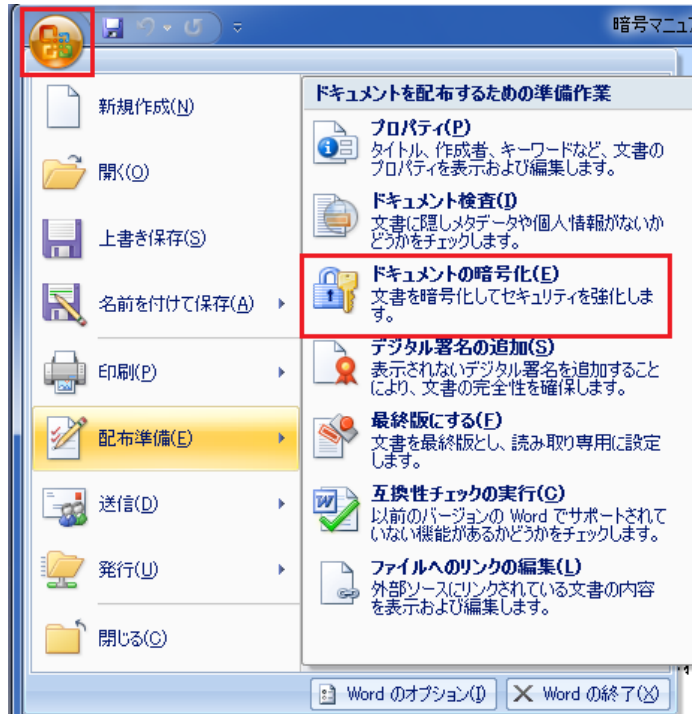 暗号マニュア
新規作成(N)
開く(O)
上書き保存(S)
名前を付けて保存(A)
印刷(P)
配布準備(E)
送信(D)
発行(U)
閉じる(C)
ドキュメントを配布するための準備作業
プロパティ(P)
タイトル、作成者、キーワードなど、文書の
プロパティを表示および編集します。
ドキュメント検査(I)
文書に隠しメタデータや個人情報がないか
どうかをチェックします。
ドキュメントの暗号化(E)
文書を暗号化してセキュリティを強化しま
す。
デジタル署名の追加(S)
表示されないデジタル署名を追加すること
により、文書の完全性を確保します。
最終版にする(F)
文書を最終版とし、読み取り専用に設定
します。
互換性チェックの実行(C)
以前のバージョンの Word でサポートされて
いない機能があるかどうかをチェックします。
ファイルへのリンクの編集(L)
外部ソースにリンクされている文書の内容
を表示および編集します。
Word のオプション(I)
Word の終了(X)